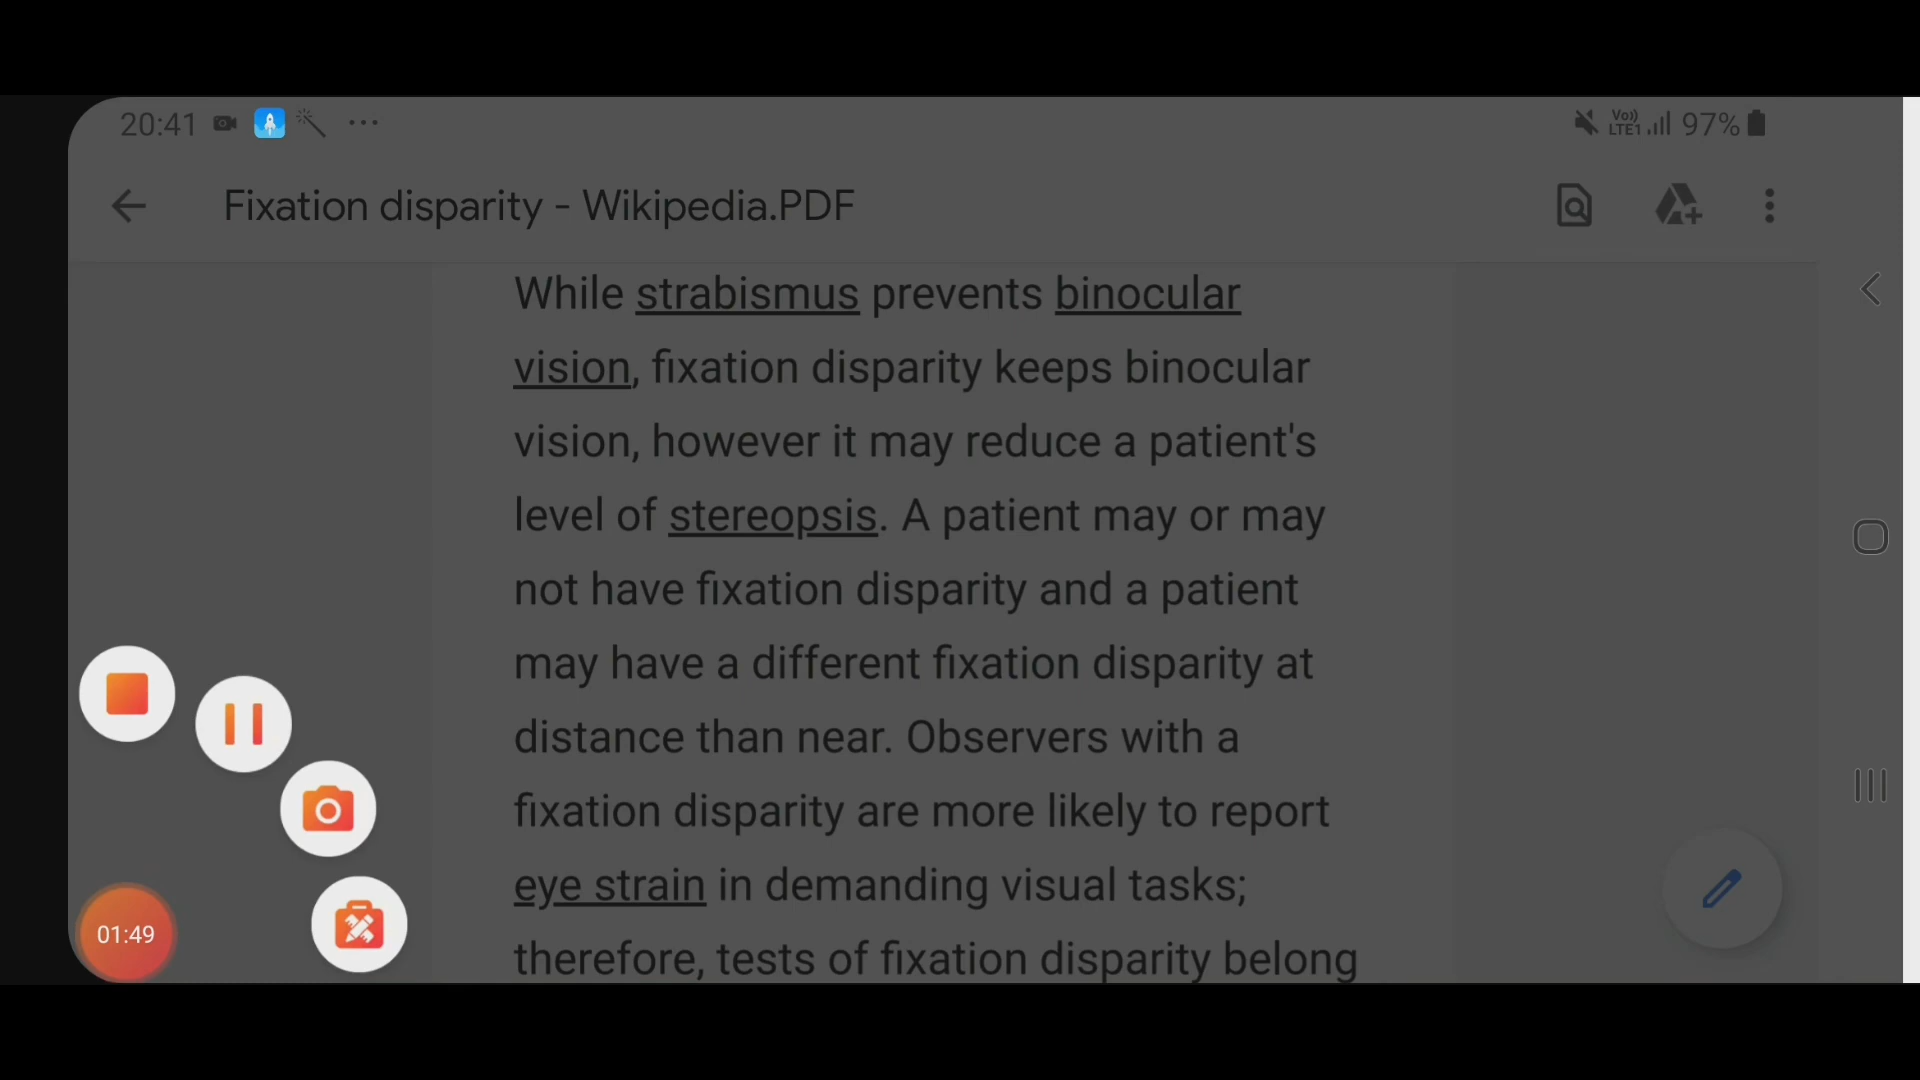 20:41
Vo)) LTE1 97%
Fixation disparity - Wikipedia.PDF
While strabismus prevents binocular
vision, fixation disparity keeps binocular
vision, however it may reduce a patient's
level of stereopsis. A patient may or may
not have fixation disparity and a patient
may have a different fixation disparity at
distance than near. Observers with a
fixation disparity are more likely to report
eye strain in demanding visual tasks;
therefore, tests of fixation disparity belong
01:49